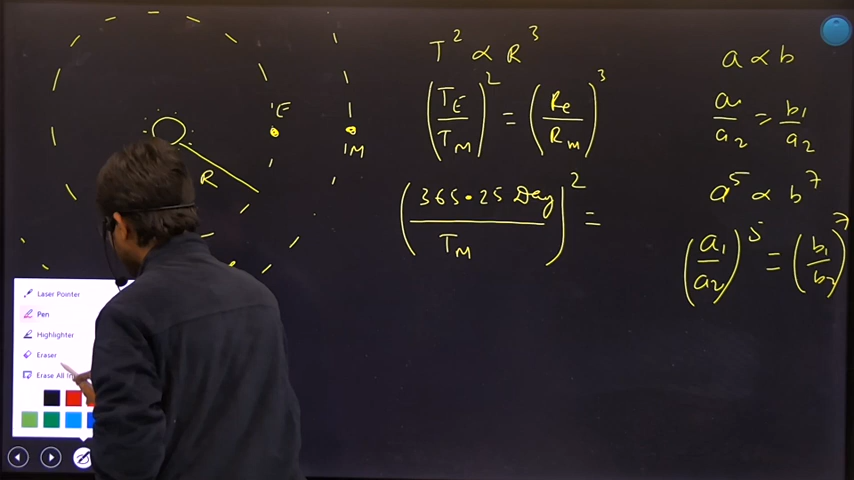 E
M
R
T² ∝ R³
(T_E / T_M)² = (R_e / R_m)³
(365.25 Day / T_M)² =
a ∝ b
a₁ / a₂ = b₁ / a₂
a⁵ ∝ b⁷
(a₁ / a₂)⁵ = (b₁ / b₂)⁷
Laser Pointer
Pen
Highlighter
Eraser
Erase All